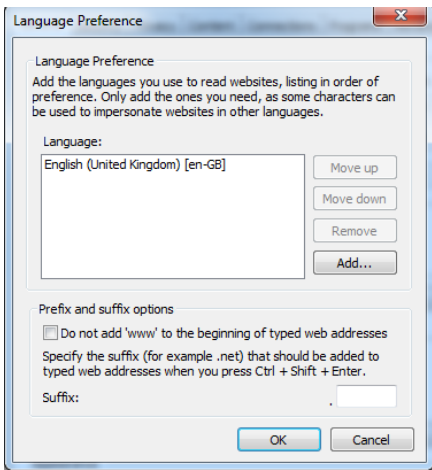 Language Preference
Language Preference
Add the languages you use to read websites, listing in order of
preference. Only add the ones you need, as some characters can
be used to impersonate websites in other languages.
Language:
English (United Kingdom) [en-GB]
Move up
Move down
Remove
Add...
Prefix and suffix options
Do not add 'www' to the beginning of typed web addresses
Specify the suffix (for example .net) that should be added to
typed web addresses when you press Ctrl + Shift + Enter.
Suffix:
.
OK
Cancel